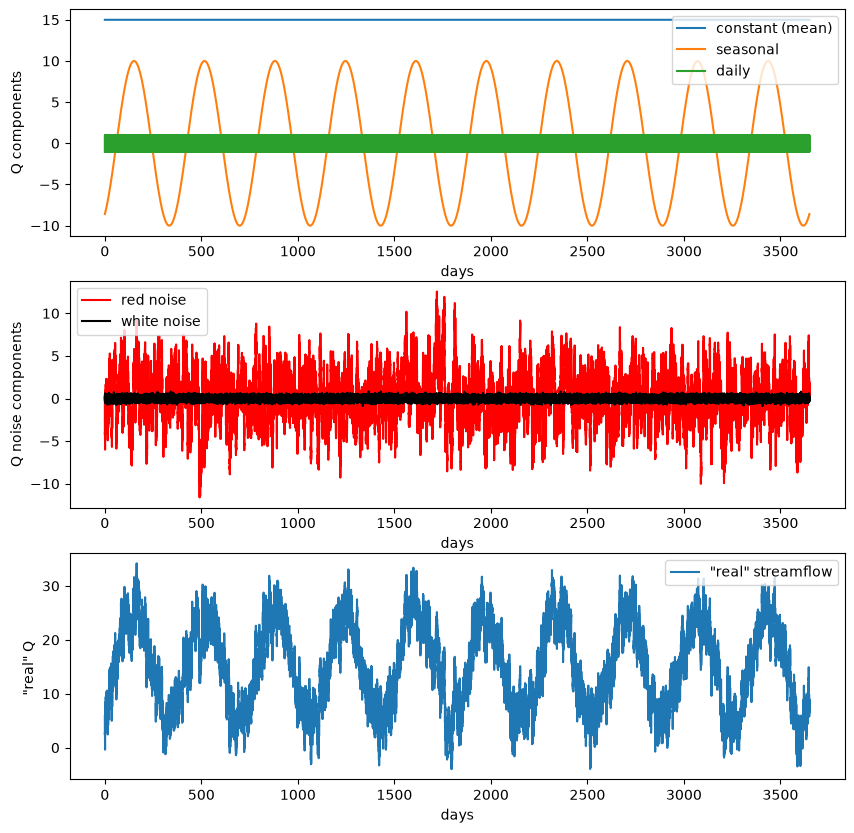 15
10
5
0
−5
−10
Q components
constant (mean)
seasonal
daily
0 500 1000 1500 2000 2500 3000 3500
days
10
5
0
−5
−10
Q noise components
red noise
white noise
0 500 1000 1500 2000 2500 3000 3500
days
30
20
10
0
"real" Q
"real" streamflow
0 500 1000 1500 2000 2500 3000 3500
days